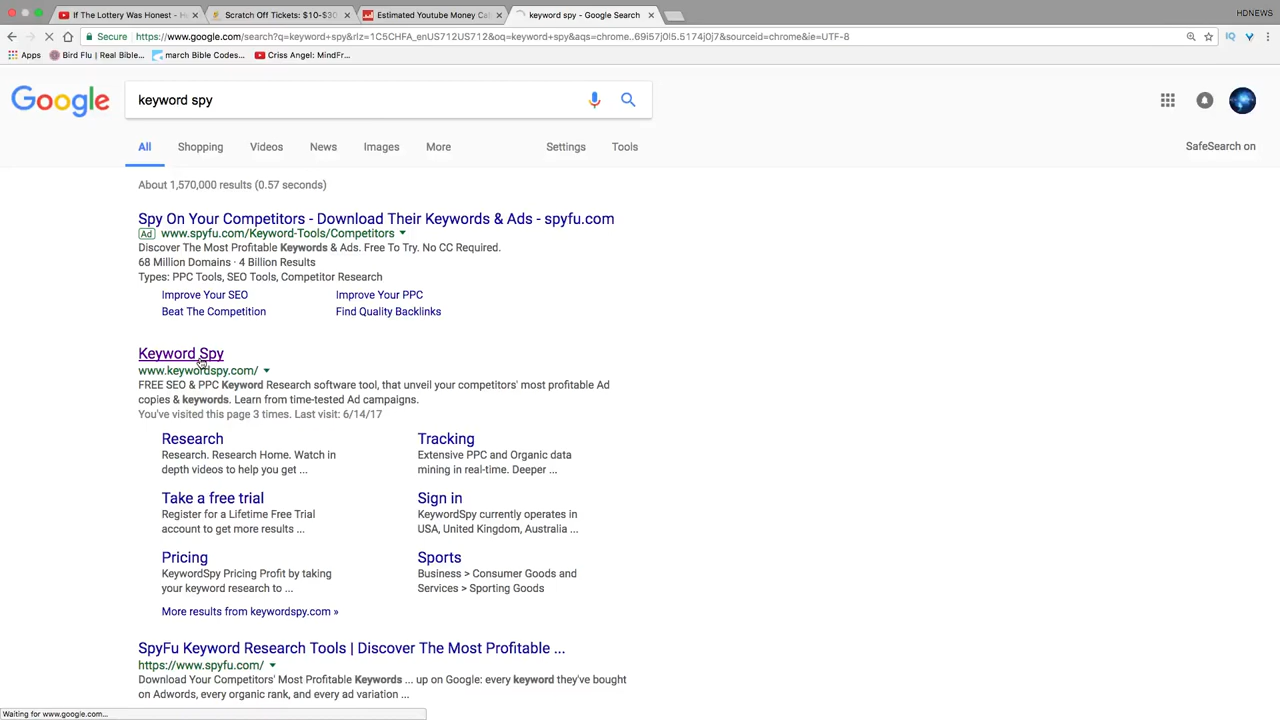 If The Lottery Was Honest - H
Scratch Off Tickets: $10-$30
Estimated Youtube Money Cal
keyword spy - Google Search
HDNEWS
Secure
https://www.google.com/search?q=keyword+spy&rlz=1C5CHFA_enUS712US712&oq=keyword+spy&aqs=chrome..69i57j0l5.5174j0j7&sourceid=chrome&ie=UTF-8
Apps
Bird Flu | Real Bible...
march Bible Codes...
Criss Angel: MindFr...
Google
keyword spy
All
Shopping
Videos
News
Images
More
Settings
Tools
SafeSearch on
About 1,570,000 results (0.57 seconds)
Spy On Your Competitors - Download Their Keywords & Ads - spyfu.com
Ad www.spyfu.com/Keyword-Tools/Competitors
Discover The Most Profitable Keywords & Ads. Free To Try. No CC Required.
68 Million Domains · 4 Billion Results
Types: PPC Tools, SEO Tools, Competitor Research
Improve Your SEO
Improve Your PPC
Beat The Competition
Find Quality Backlinks
Keyword Spy
www.keywordspy.com/
FREE SEO & PPC Keyword Research software tool, that unveil your competitors' most profitable Ad
copies & keywords. Learn from time-tested Ad campaigns.
You've visited this page 3 times. Last visit: 6/14/17
Research
Research. Research Home. Watch in
depth videos to help you get ...
Tracking
Extensive PPC and Organic data
mining in real-time. Deeper ...
Take a free trial
Register for a Lifetime Free Trial
account to get more results ...
Sign in
KeywordSpy currently operates in
USA, United Kingdom, Australia ...
Pricing
KeywordSpy Pricing Profit by taking
your keyword research to ...
Sports
Business > Consumer Goods and
Services > Sporting Goods
More results from keywordspy.com »
SpyFu Keyword Research Tools | Discover The Most Profitable ...
https://www.spyfu.com/
Download Your Competitors' Most Profitable Keywords ... up on Google: every keyword they've bought
on Adwords, every organic rank, and every ad variation ...
Waiting for www.google.com...